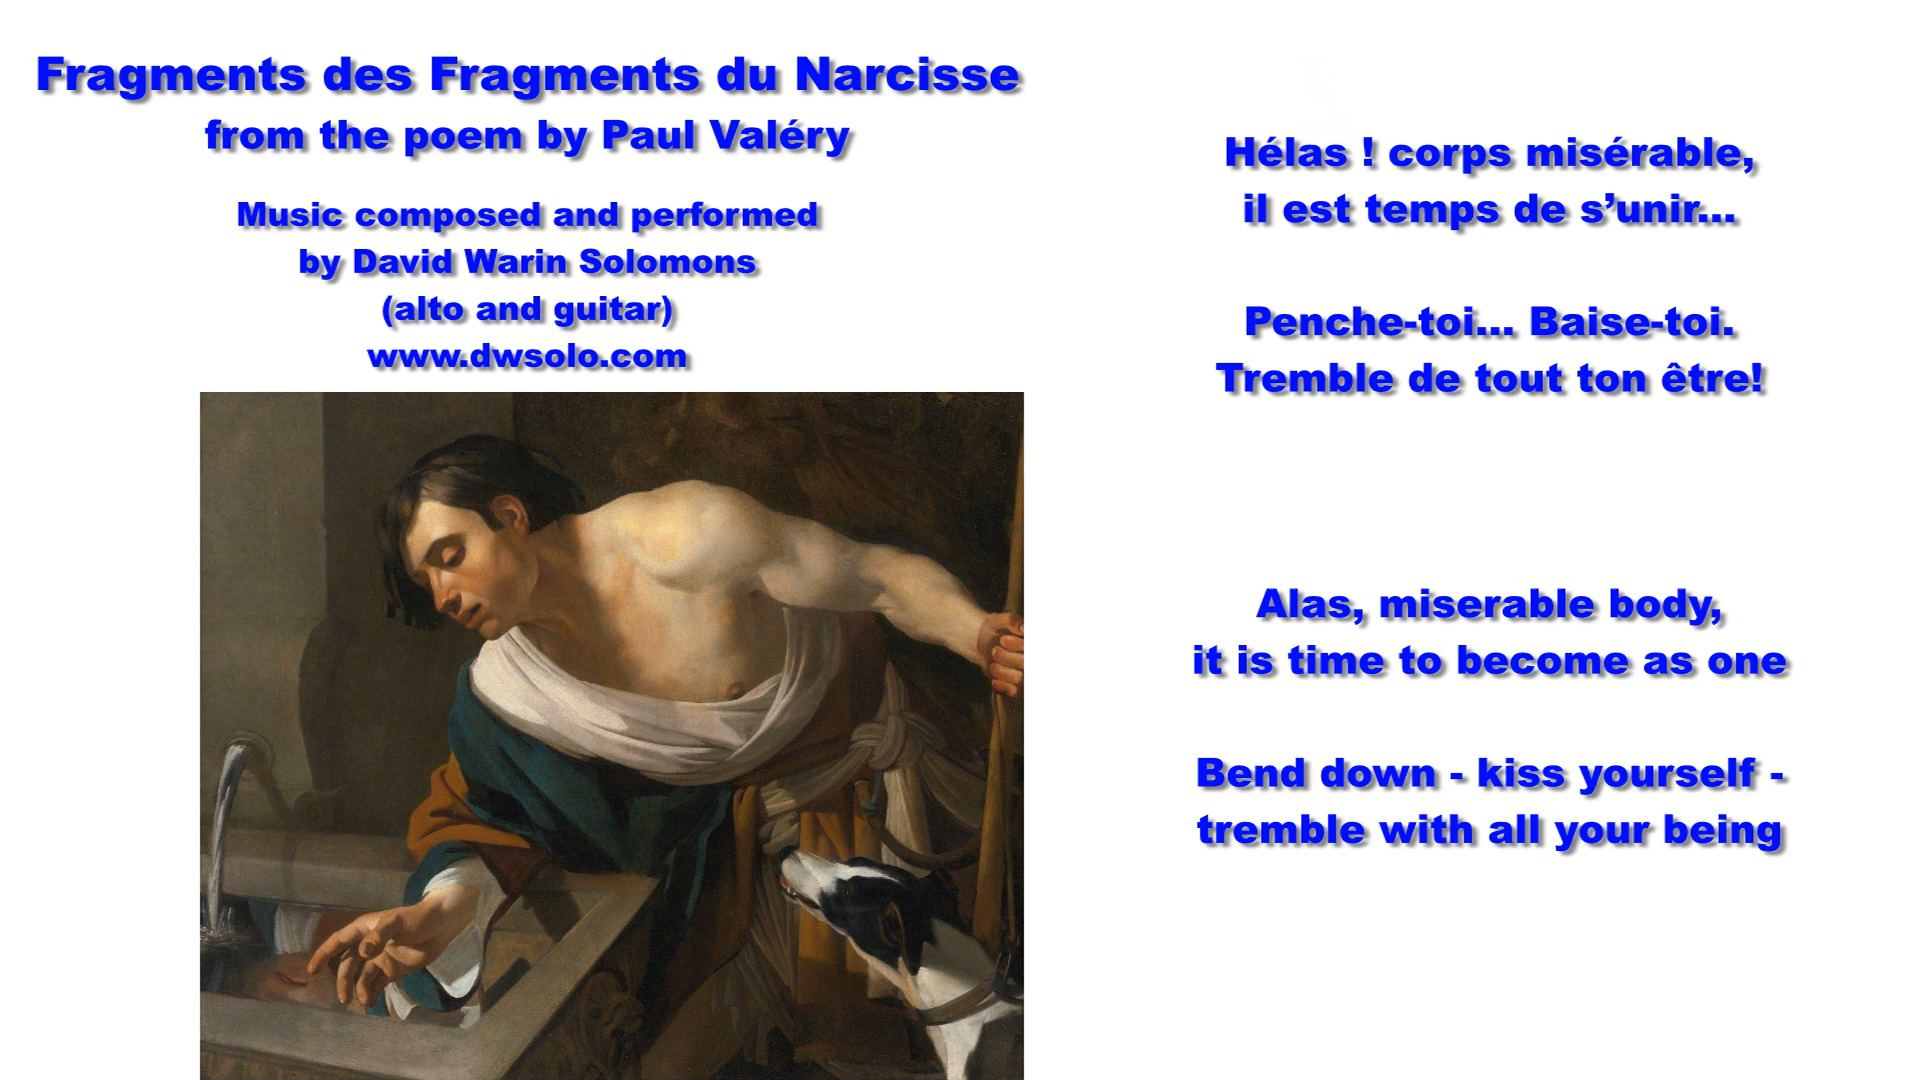 Fragments des Fragments du Narcisse
from the poem by Paul Valéry
Music composed and performed
by David Warin Solomons
(alto and guitar)
www.dwsolo.com
Hélas ! corps misérable,
il est temps de s’unir...
Penche-toi... Baise-toi.
Tremble de tout ton être!
Alas, miserable body,
it is time to become as one
Bend down - kiss yourself -
tremble with all your being